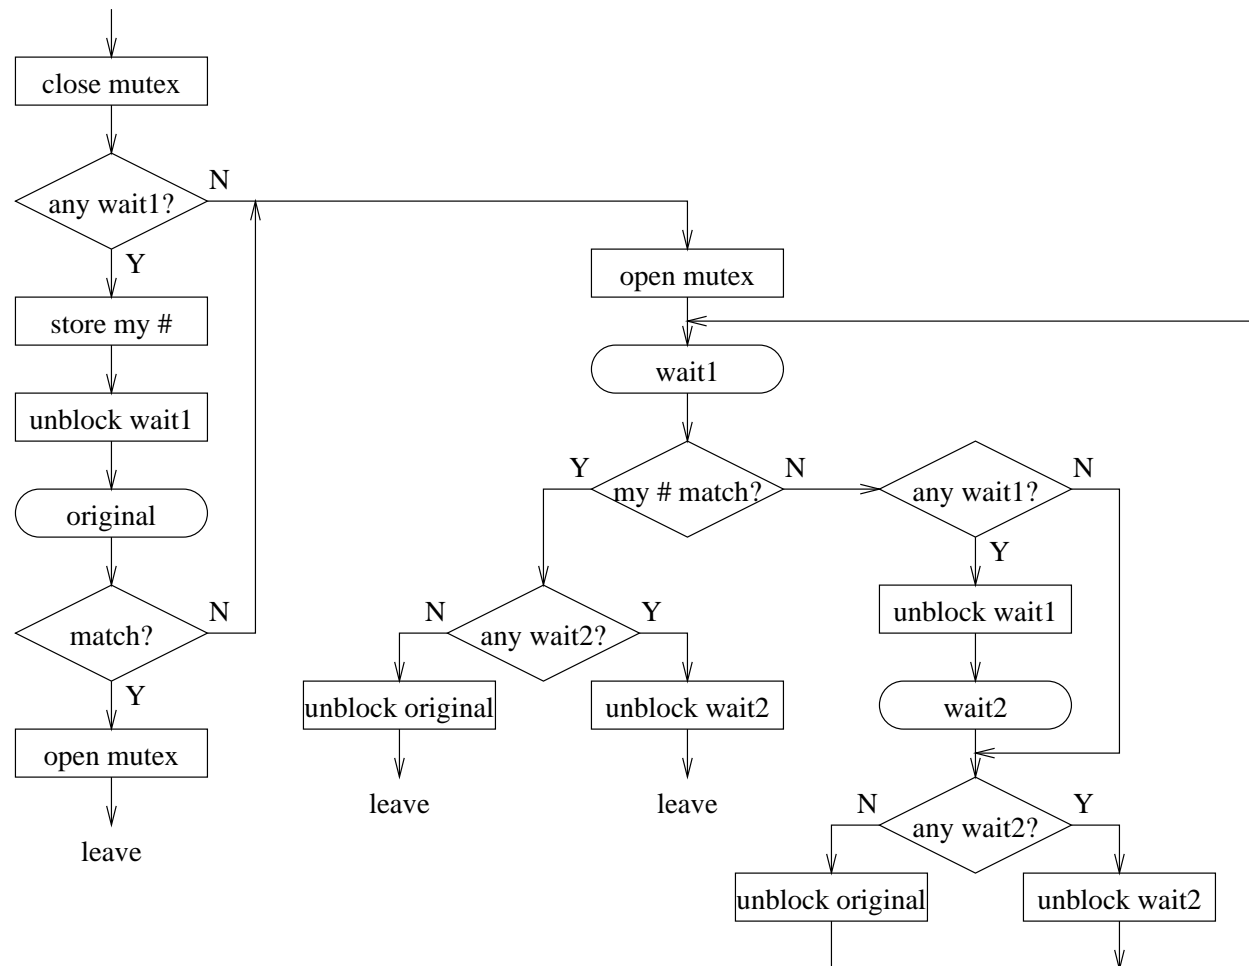 close mutex
any wait1?
N
Y
store my #
unblock wait1
original
match?
N
Y
open mutex
leave
open mutex
wait1
my # match?
Y
N
any wait2?
N
Y
unblock original
unblock wait2
leave
leave
any wait1?
N
Y
unblock wait1
wait2
any wait2?
N
Y
unblock original
unblock wait2